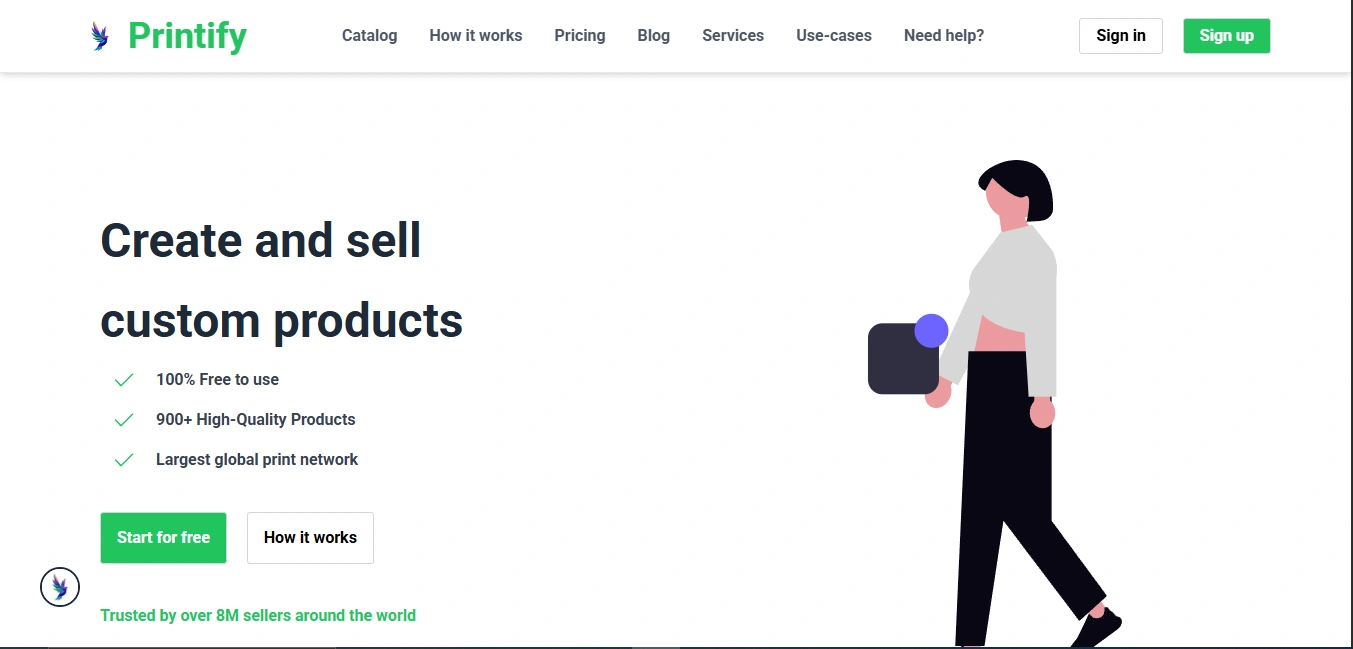 Printify
Catalog How it works Pricing Blog Services Use-cases Need help? Sign in Sign up
Create and sell
custom products
100% Free to use
900+ High-Quality Products
Largest global print network
Start for free How it works
Trusted by over 8M sellers around the world